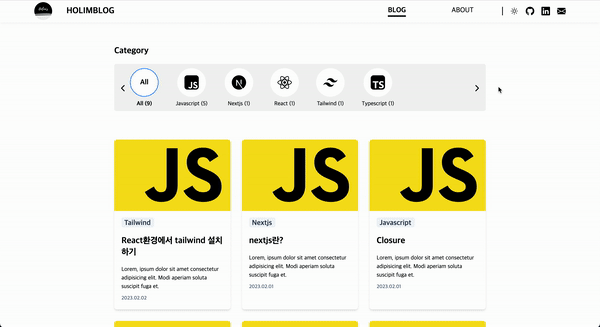 HOLIMBLOG
BLOG
ABOUT
Category
All
JS
N
TS
All (9)
Javascript (5)
Nextjs (1)
React (1)
Tailwind (1)
Typescript (1)
JS
JS
JS
Tailwind
React환경에서 tailwind 설치
하기
Lorem, ipsum dolor sit amet consectetur
adipisicing elit. Modi aperiam soluta
suscipit fuga et.
2023.02.02
Nextjs
nextjs란?
Lorem, ipsum dolor sit amet consectetur
adipisicing elit. Modi aperiam soluta
suscipit fuga et.
2023.02.01
Javascript
Closure
Lorem, ipsum dolor sit amet consectetur
adipisicing elit. Modi aperiam soluta
suscipit fuga et.
2023.02.01